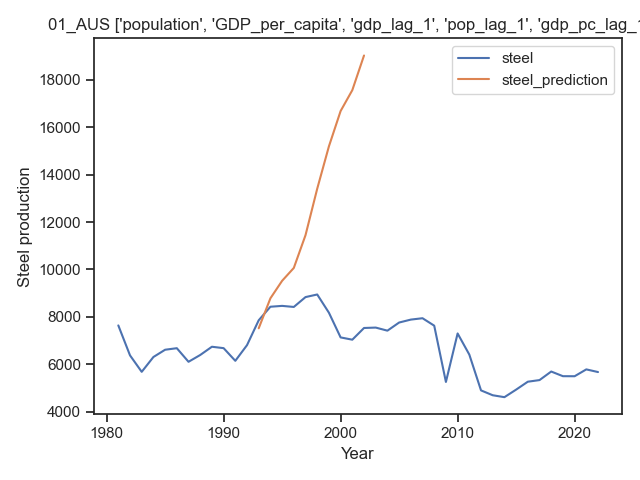 01_AUS ['population', 'GDP_per_capita', 'gdp_lag_1', 'pop_lag_1', 'gdp_pc_lag_1
steel
steel_prediction
18000
16000
14000
12000
10000
8000
6000
4000
Steel production
1980
1990
2000
2010
2020
Year